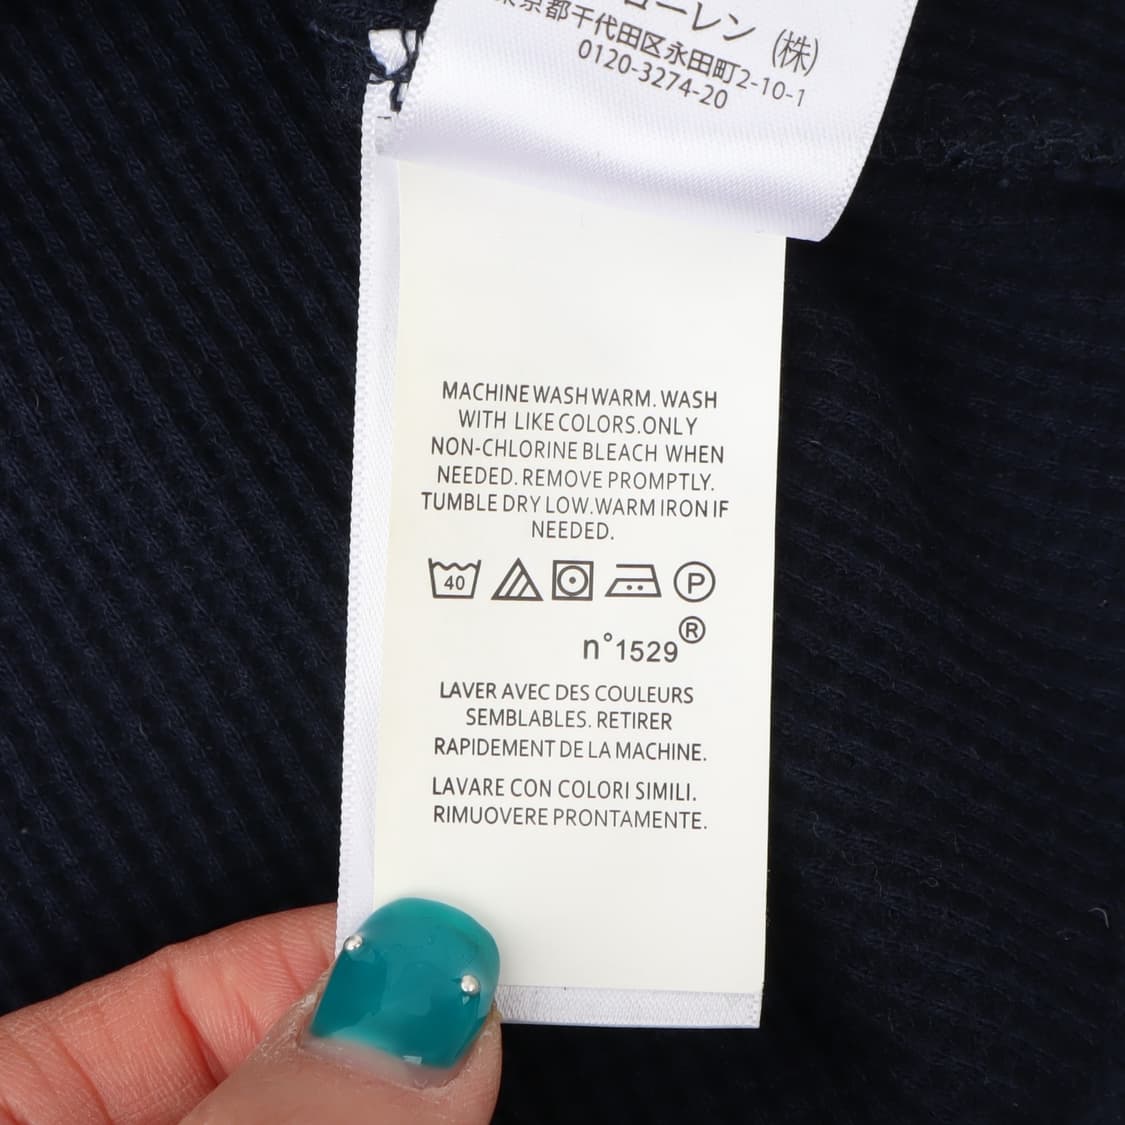 ローレン (株)
東京都千代田区永田町2-10-1
0120-3274-20
MACHINE WASH WARM. WASH
WITH LIKE COLORS.ONLY
NON-CHLORINE BLEACH WHEN
NEEDED. REMOVE PROMPTLY.
TUMBLE DRY LOW.WARM IRON IF
NEEDED.
40 P
n°1529®
LAVER AVEC DES COULEURS
SEMBLABLES. RETIRER
RAPIDEMENT DE LA MACHINE.
LAVARE CON COLORI SIMILI.
RIMUOVERE PRONTAMENTE.